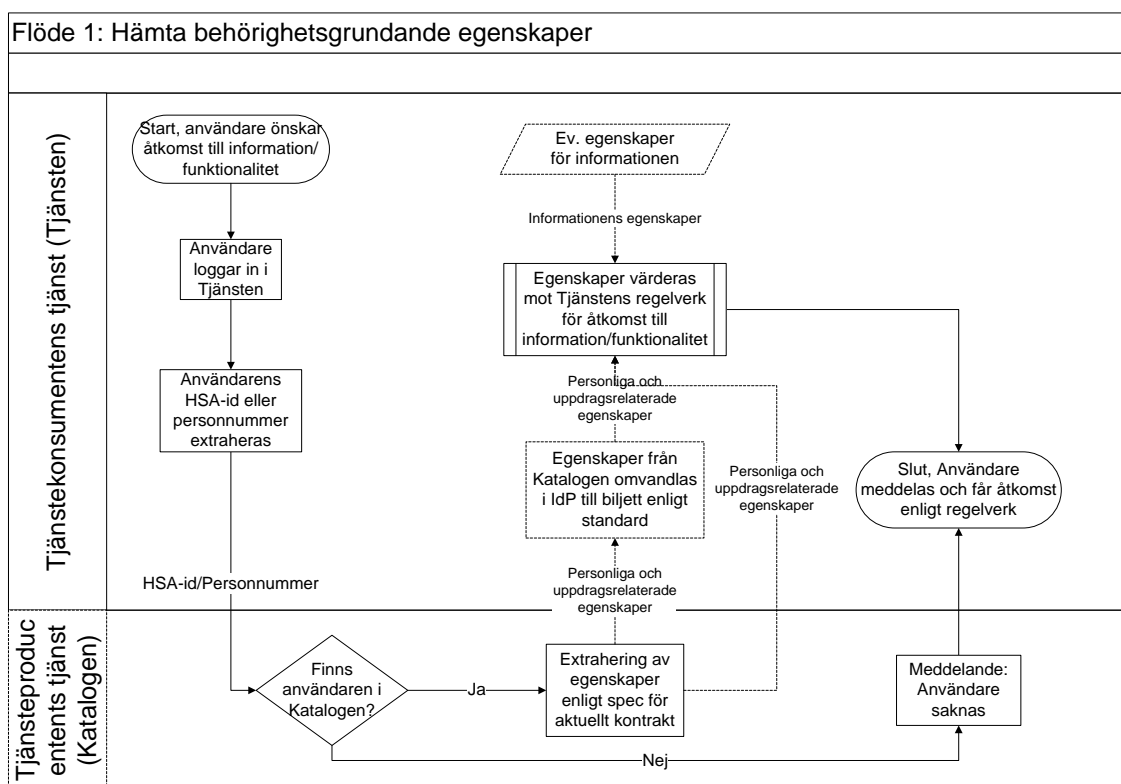 Flöde 1: Hämta behörighetsgrundande egenskaper
Tjänstekonsumentens tjänst (Tjänsten)
Start, användare önskar
åtkomst till information/
funktionalitet
Användare
loggar in i
Tjänsten
Användarens
HSA-id eller
personnummer
extraheras
HSA-id/Personnummer
Ev. egenskaper
för informationen
Informationens egenskaper
Egenskaper värderas
mot Tjänstens regelverk
för åtkomst till
information/funktionalitet
Personliga och
uppdragsrelaterade
egenskaper
Egenskaper från
Katalogen omvandlas
i IdP till biljett enligt
standard
Personliga och
uppdragsrelaterade
egenskaper
Personliga och
uppdragsrelaterade
egenskaper
Slut, Användare
meddelas och får åtkomst
enligt regelverk
Tjänsteproduc
entents tjänst
(Katalogen)
Finns
användaren i
Katalogen?
Ja
Extrahering av
egenskaper
enligt spec för
aktuellt kontrakt
Meddelande:
Användare
saknas
Nej